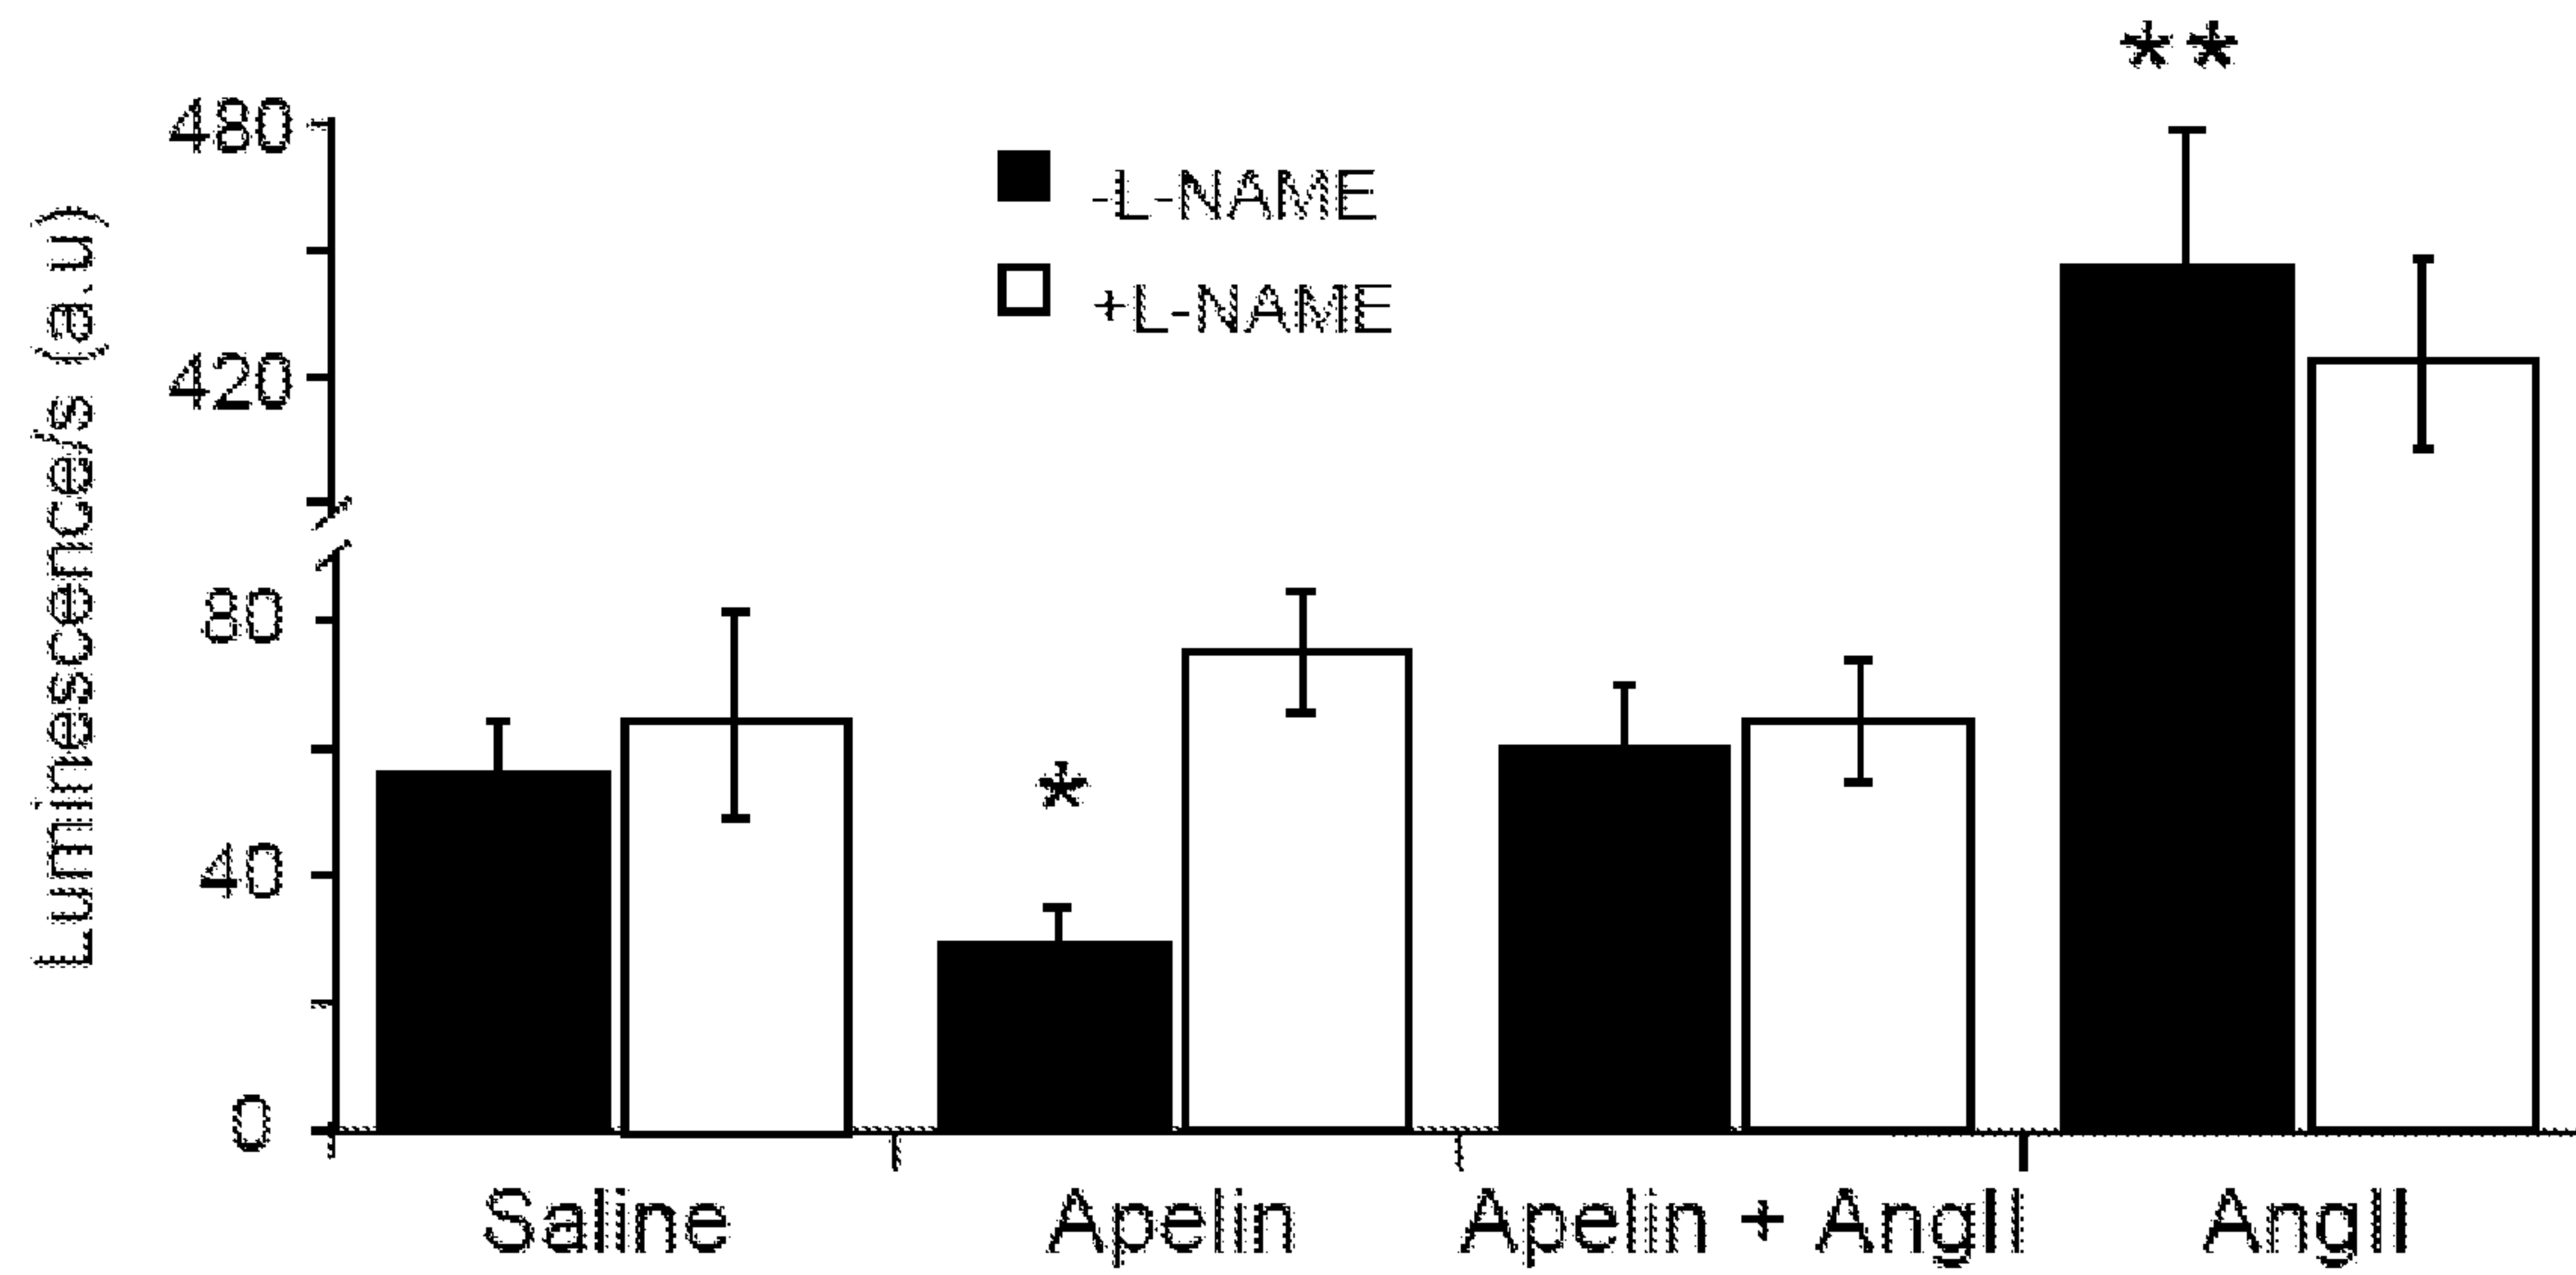 **
480
-L-NAME
+L-NAME
420
Luminescence/s (a.u)
80
*
40
0
Saline Apelin Apelin + AngII AngII